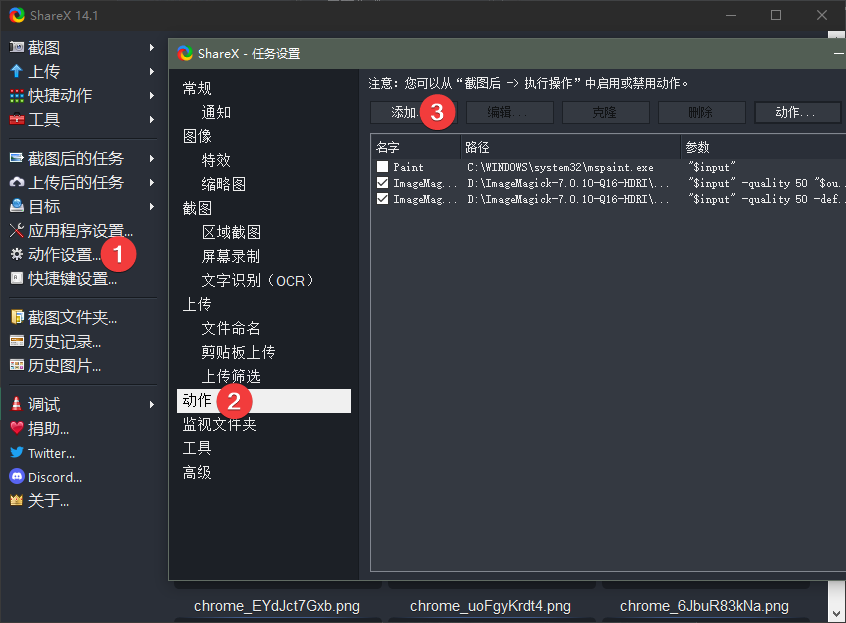 ShareX 14.1
截图
上传
快捷动作
工具
截图后的任务
上传后的任务
目标
应用程序设置...
动作设置...
1
快捷键设置...
截图文件夹...
历史记录...
历史图片...
调试
捐助...
Twitter...
Discord...
关于...
ShareX - 任务设置
常规
通知
图像
特效
缩略图
截图
区域截图
屏幕录制
文字识别（OCR）
上传
文件命名
剪贴板上传
上传筛选
动作
2
监视文件夹
工具
高级
注意：您可以从“截图后 -> 执行操作”中启用或禁用动作。
添加. 3 编辑... 克隆 删除 动作...
名字 路径 参数
Paint C:\WINDOWS\system32\mspaint.exe "$input"
ImageMag... D:\ImageMagick-7.0.10-Q16-HDRI\... "$input" -quality 50 "$ou..
ImageMag... D:\ImageMagick-7.0.10-Q16-HDRI\... "$input" -quality 50 -def..
chrome_EYdJct7Gxb.png chrome_uoFgyKrdt4.png chrome_6JbuR83kNa.png